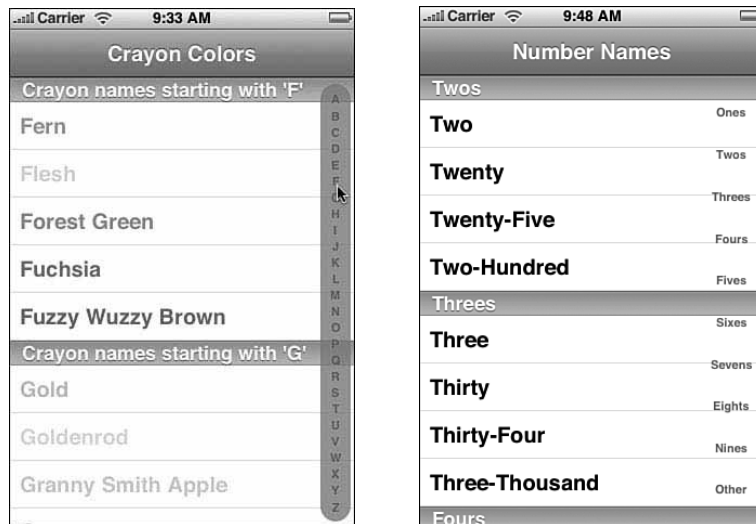 Carrier 9:33 AM
Crayon Colors
Crayon names starting with 'F'
Fern
Flesh
Forest Green
Fuchsia
Fuzzy Wuzzy Brown
Crayon names starting with 'G'
Gold
Goldenrod
Granny Smith Apple
A
B
C
D
E
F
G
H
I
J
K
L
M
N
O
P
Q
R
S
T
U
V
W
X
Y
Z
Carrier 9:48 AM
Number Names
Twos
Two
Twenty
Twenty-Five
Two-Hundred
Threes
Three
Thirty
Thirty-Four
Three-Thousand
Fours
Ones
Twos
Threes
Fours
Fives
Sixes
Sevens
Eights
Nines
Other